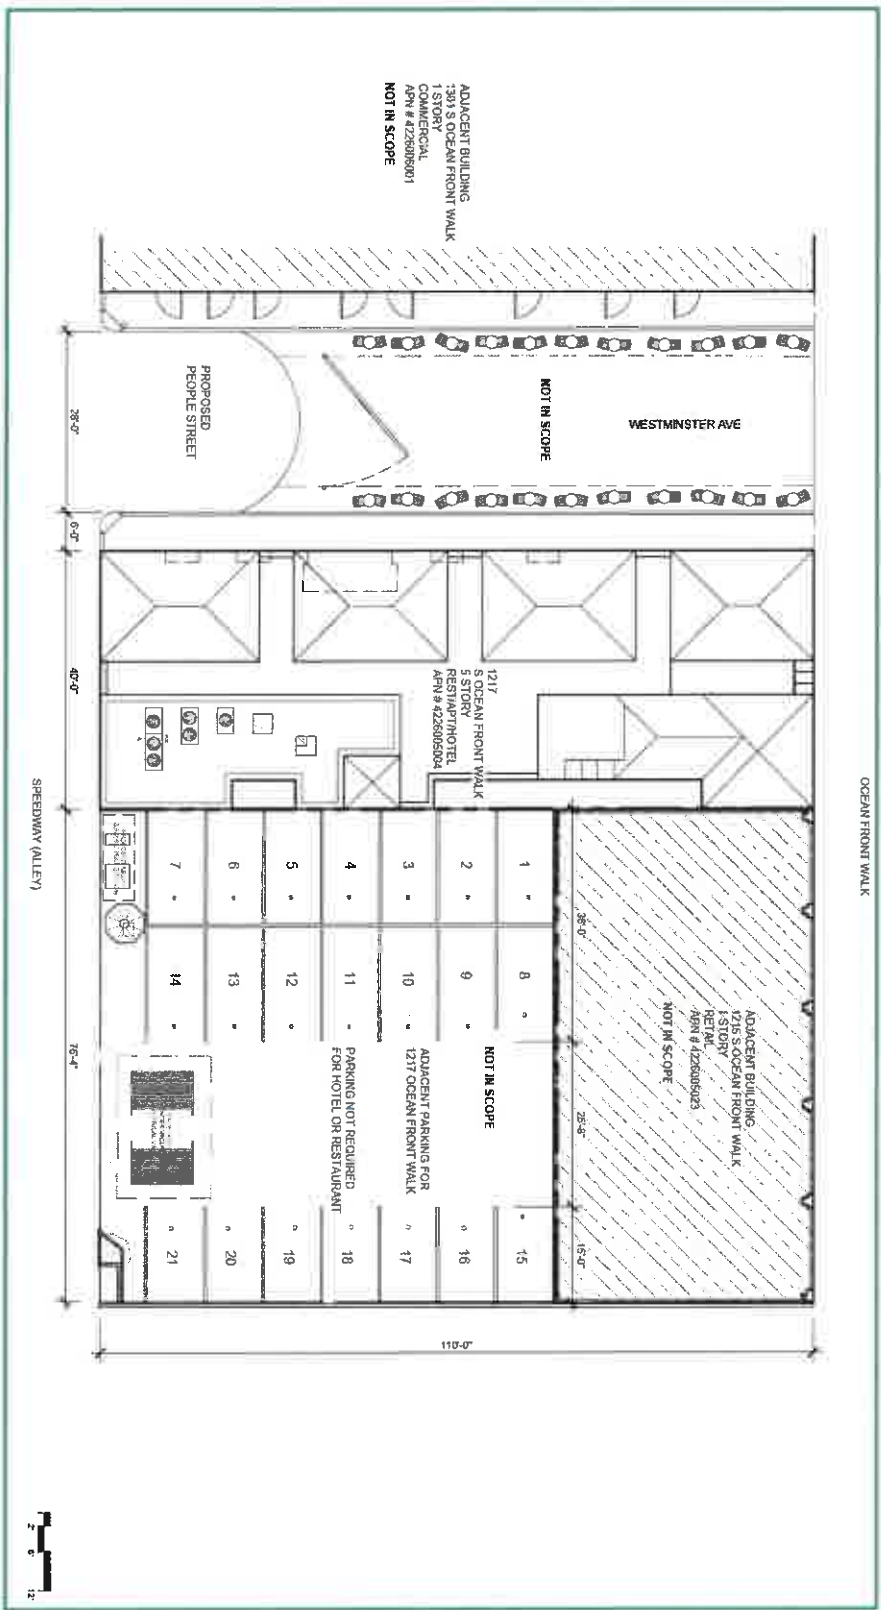 OCEAN FRONT WALK
ADJACENT BUILDING
1301 S OCEAN FRONT WALK
1 STORY
COMMERCIAL
APN # 4226006001
NOT IN SCOPE
WESTMINSTER AVE
NOT IN SCOPE
PROPOSED
PEOPLE STREET
1217
S OCEAN FRONT WALK
5 STORY
REST/APT/HOTEL
APN # 4226005004
ADJACENT BUILDING
1215 S OCEAN FRONT WALK
1 STORY
RETAIL
APN # 4226005023
NOT IN SCOPE
NOT IN SCOPE
ADJACENT PARKING FOR
1217 OCEAN FRONT WALK
PARKING NOT REQUIRED
FOR HOTEL OR RESTAURANT
1
2
3
4
5
6
7
8
9
10
11
12
13
14
15
16
17
18
19
20
21
25'-8"
110'-0"
28'-0"
6'-0"
40'-0"
76'-4"
SPEEDWAY (ALLEY)
2'
6'
12'